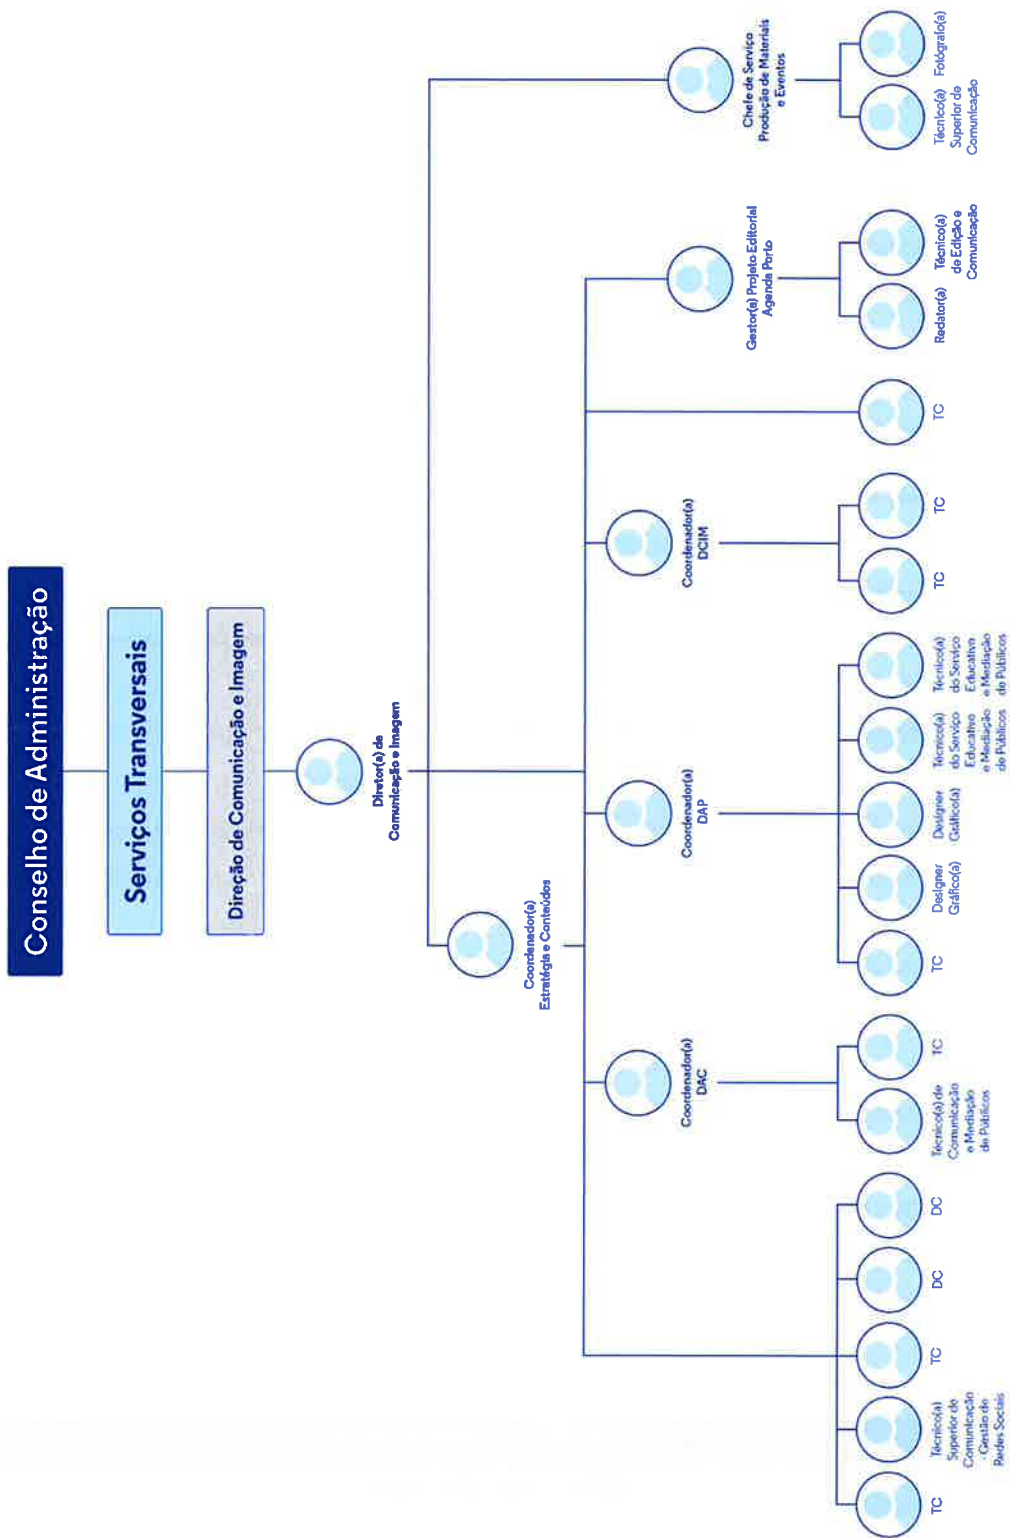 Conselho de Administração
Serviços Transversais
Direção de Comunicação e Imagem
Diretor(a) de
Comunicação e Imagem
Coordenador(a)
Estratégia e Conteúdos
Chefe de Serviço
Produção de Materiais
e Eventos
Coordenador(a)
DAC
Coordenador(a)
DAP
Coordenador(a)
DCIM
Gestor(a) Projeto Editorial
Agenda Porto
TC
Técnico(a)
Superior de
Comunicação
- Gestão de
Redes Sociais
TC
DC
DC
Técnico(a) de
Comunicação
e Mediação
de Públicos
TC
TC
Designer
Gráfico(a)
Designer
Gráfico(a)
Técnico(a)
do Serviço
Educativo
e Mediação
de Públicos
Técnico(a)
do Serviço
Educativo
e Mediação
de Públicos
TC
TC
TC
Redator(a)
Técnico(a)
de Edição e
Comunicação
Técnico(a)
Superior de
Comunicação
Fotógrafo(a)